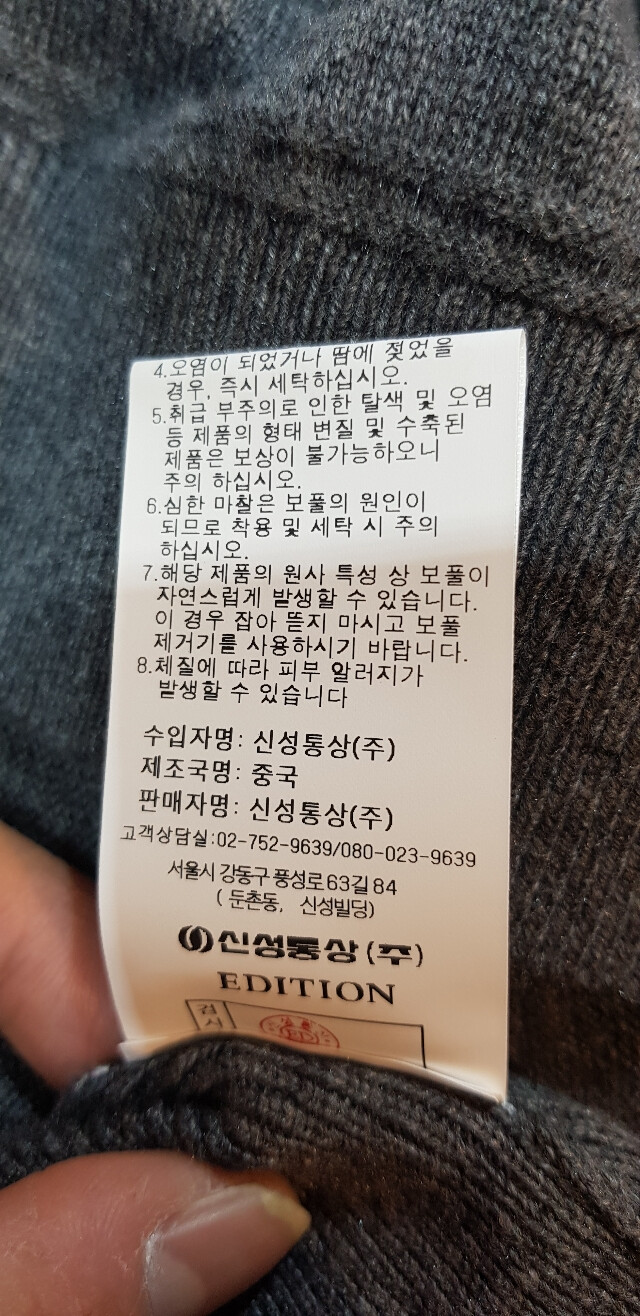 4.오염이 되었거나 땀에 젖었을
경우, 즉시 세탁하십시오.
5.취급 부주의로 인한 탈색 및 오염
등 제품의 형태 변질 및 수축된
제품은 보상이 불가능하오니
주의 하십시오.
6.심한 마찰은 보풀의 원인이
되므로 착용 및 세탁 시 주의
하십시오.
7.해당 제품의 원사 특성 상 보풀이
자연스럽게 발생할 수 있습니다.
이 경우 잡아 뜯지 마시고 보풀
제거기를 사용하시기 바랍니다.
8.체질에 따라 피부 알러지가
발생할 수 있습니다
수입자명: 신성통상(주)
제조국명: 중국
판매자명: 신성통상(주)
고객상담실:02-752-9639/080-023-9639
서울시 강동구 풍성로63길 84
( 둔촌동, 신성빌딩)
신성통상(주)
EDITION
검